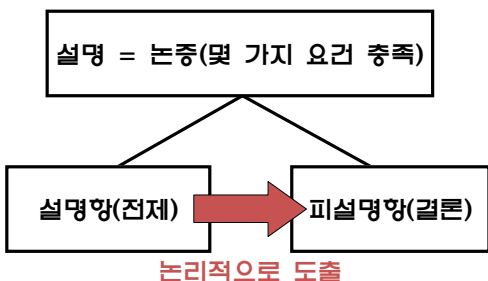 설명 = 논증(몇 가지 요건 충족)
설명항(전제)
피설명항(결론)
논리적으로 도출